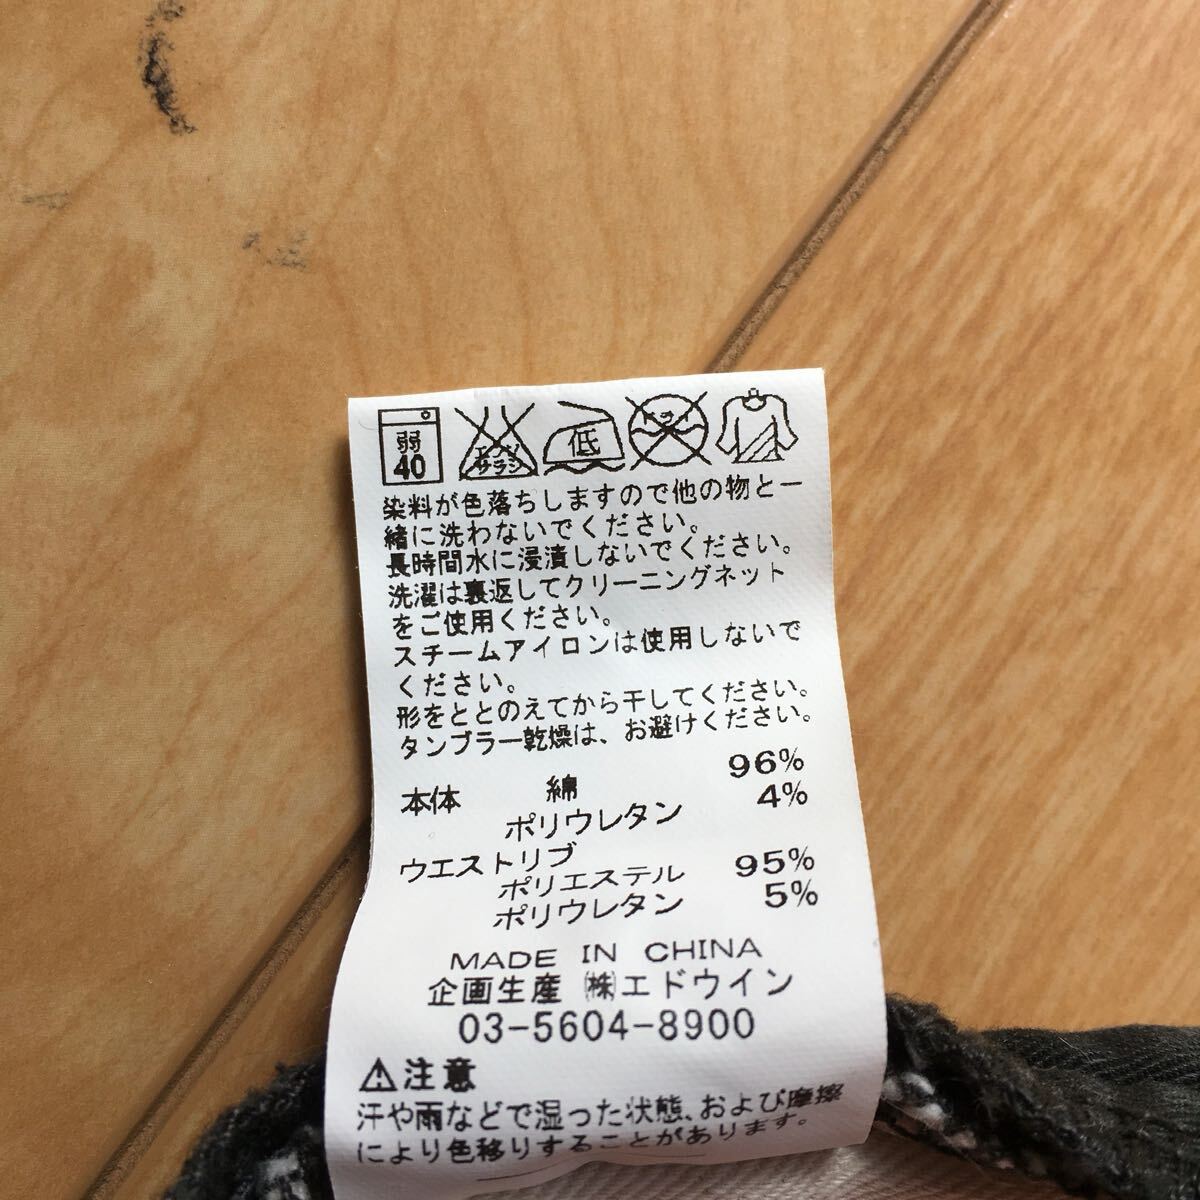 弱
40
エンソ
サラシ
低
ドライ
染料が色落ちしますので他の物と一
緒に洗わないでください。
長時間水に浸漬しないでください。
洗濯は裏返してクリーニングネット
をご使用ください。
スチームアイロンは使用しないで
ください。
形をととのえてから干してください。
タンブラー乾燥は、お避けください。
本体 綿 96%
ポリウレタン 4%
ウエストリブ
ポリエステル 95%
ポリウレタン 5%
MADE IN CHINA
企画生産 ㈱エドウイン
03-5604-8900
⚠注意
汗や雨などで湿った状態、および摩擦
により色移りすることがあります。